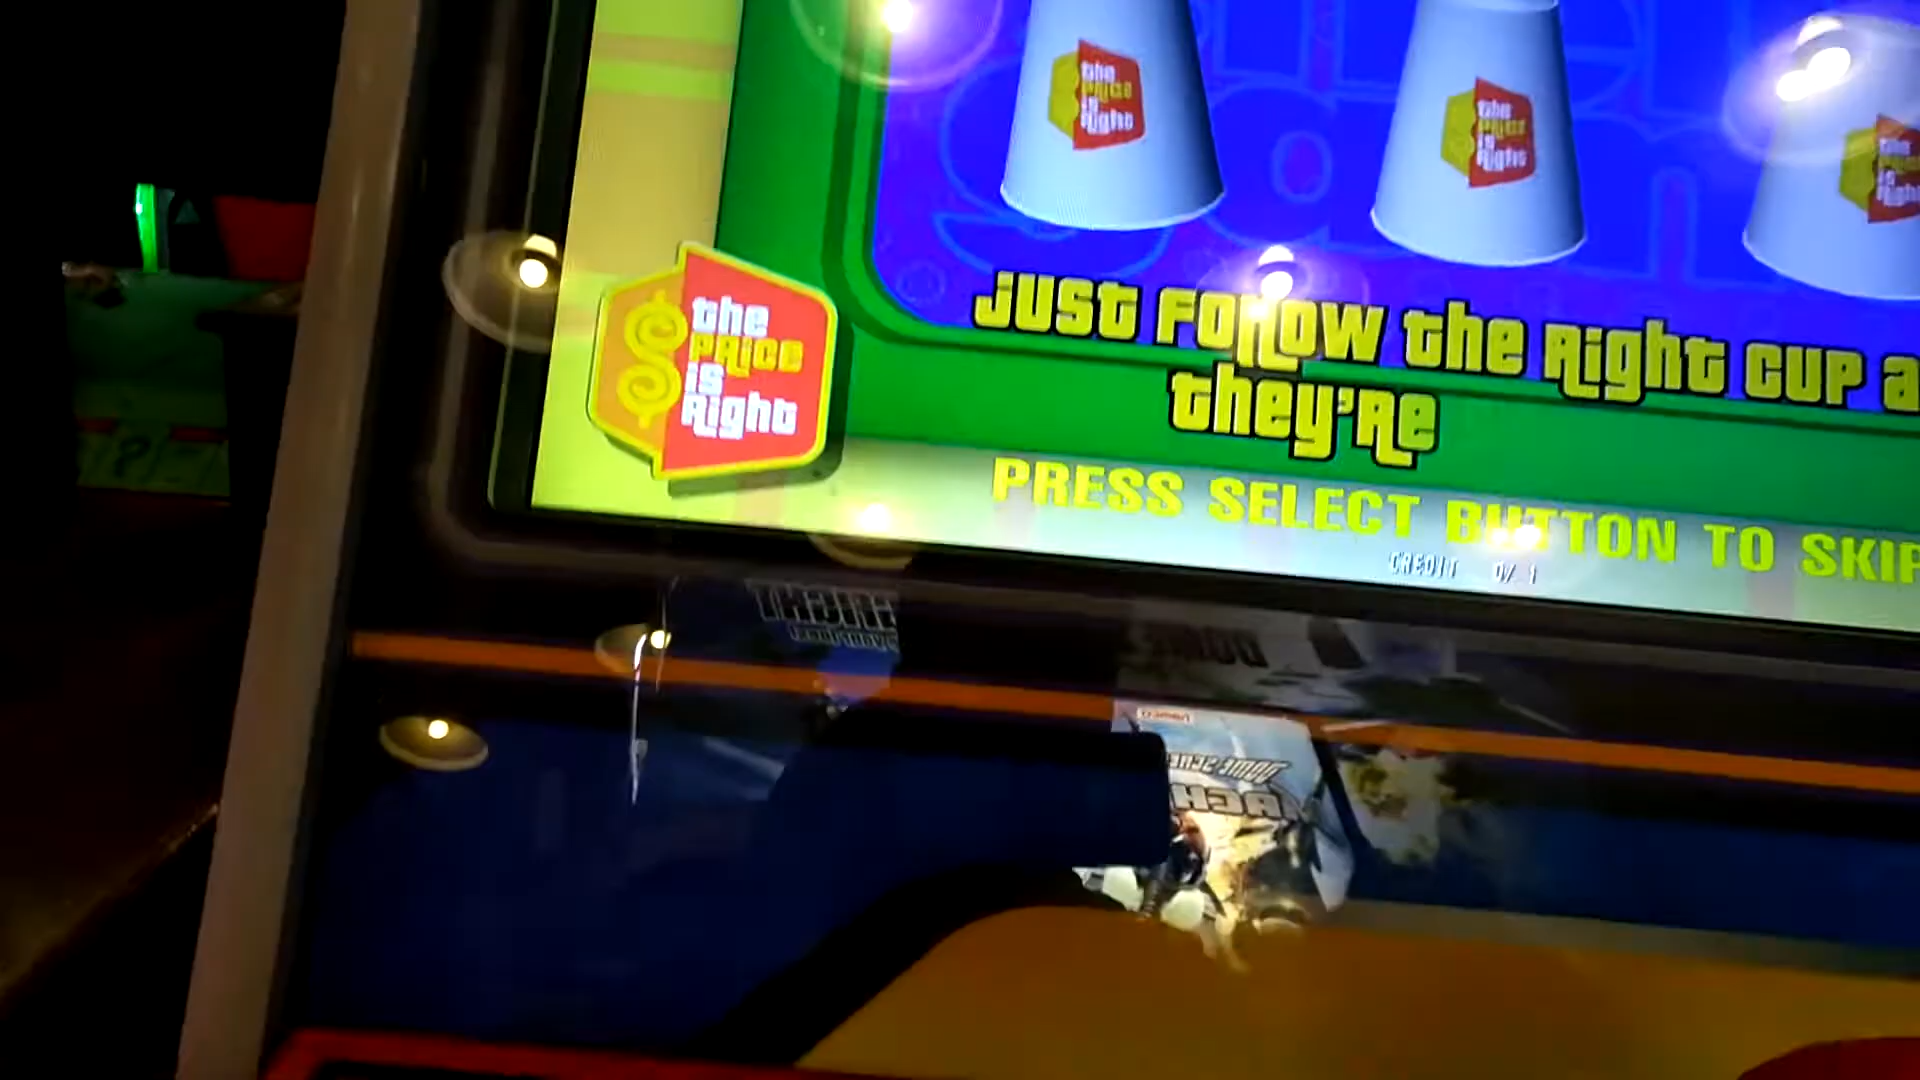 the
PRICE
is
Right
the
PRICE
is
Right
the
is
Right
JUST FOLLOW the Right CUP a
they're
the
PRICE
is
Right
PRESS SELECT BUTTON TO SKIP
CREDIT 0/ 1